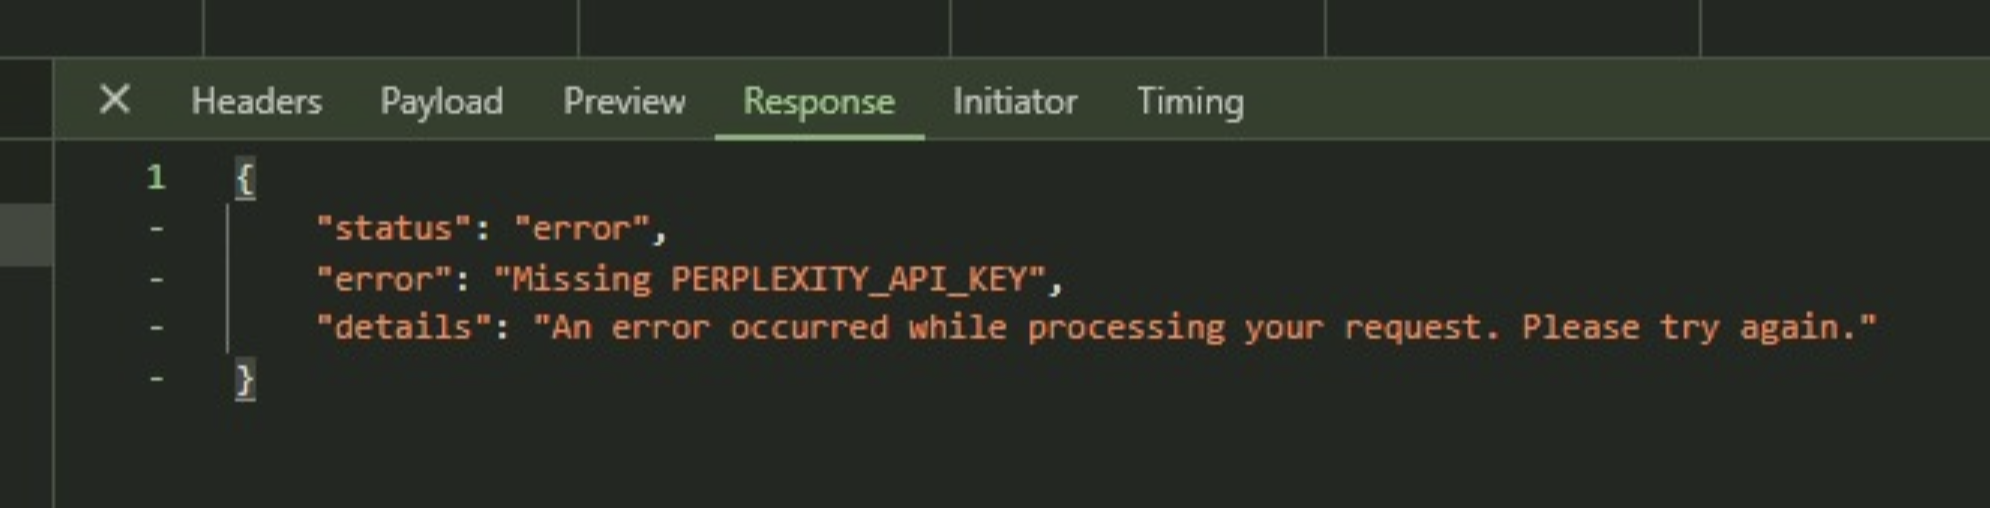 × Headers Payload Preview Response Initiator Timing
1 {
- "status": "error",
- "error": "Missing PERPLEXITY_API_KEY",
- "details": "An error occurred while processing your request. Please try again."
- }